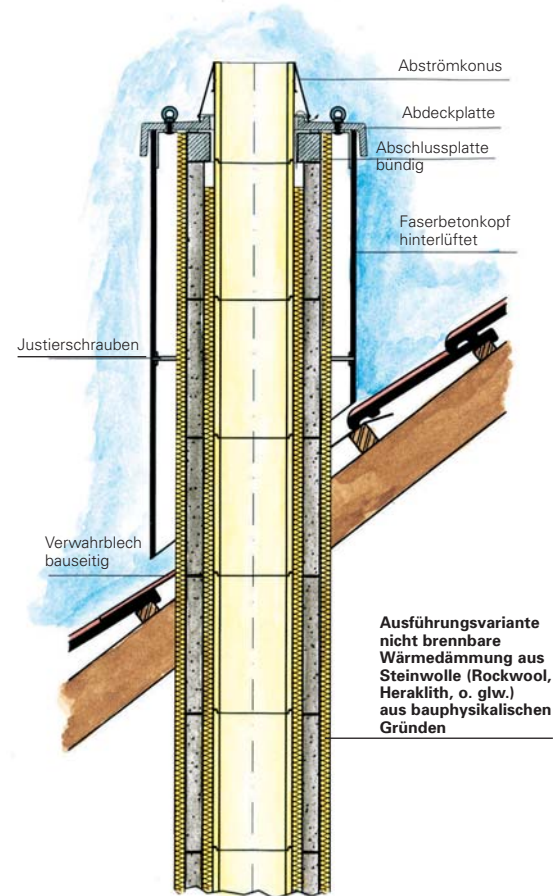 Abströmkonus
Abdeckplatte
Abschlussplatte
bündig
Faserbetonkopf
hinterlüftet
Justierschrauben
Verwahrblech
bauseitig
Ausführungsvariante
nicht brennbare
Wärmedämmung aus
Steinwolle (Rockwool,
Heraklith, o. glw.)
aus bauphysikalischen
Gründen